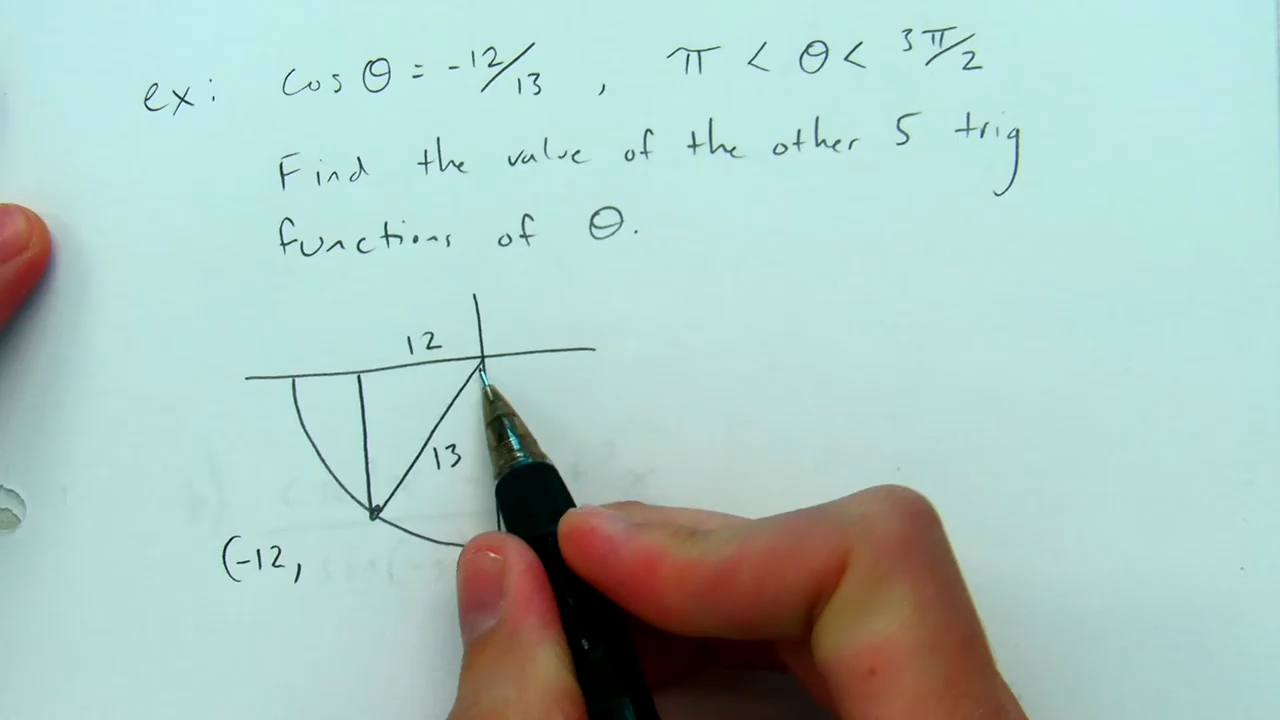 ex: cos θ = -12/13 , π < θ < 3π/2
Find the value of the other 5 trig
functions of θ.
12
13
(-12,